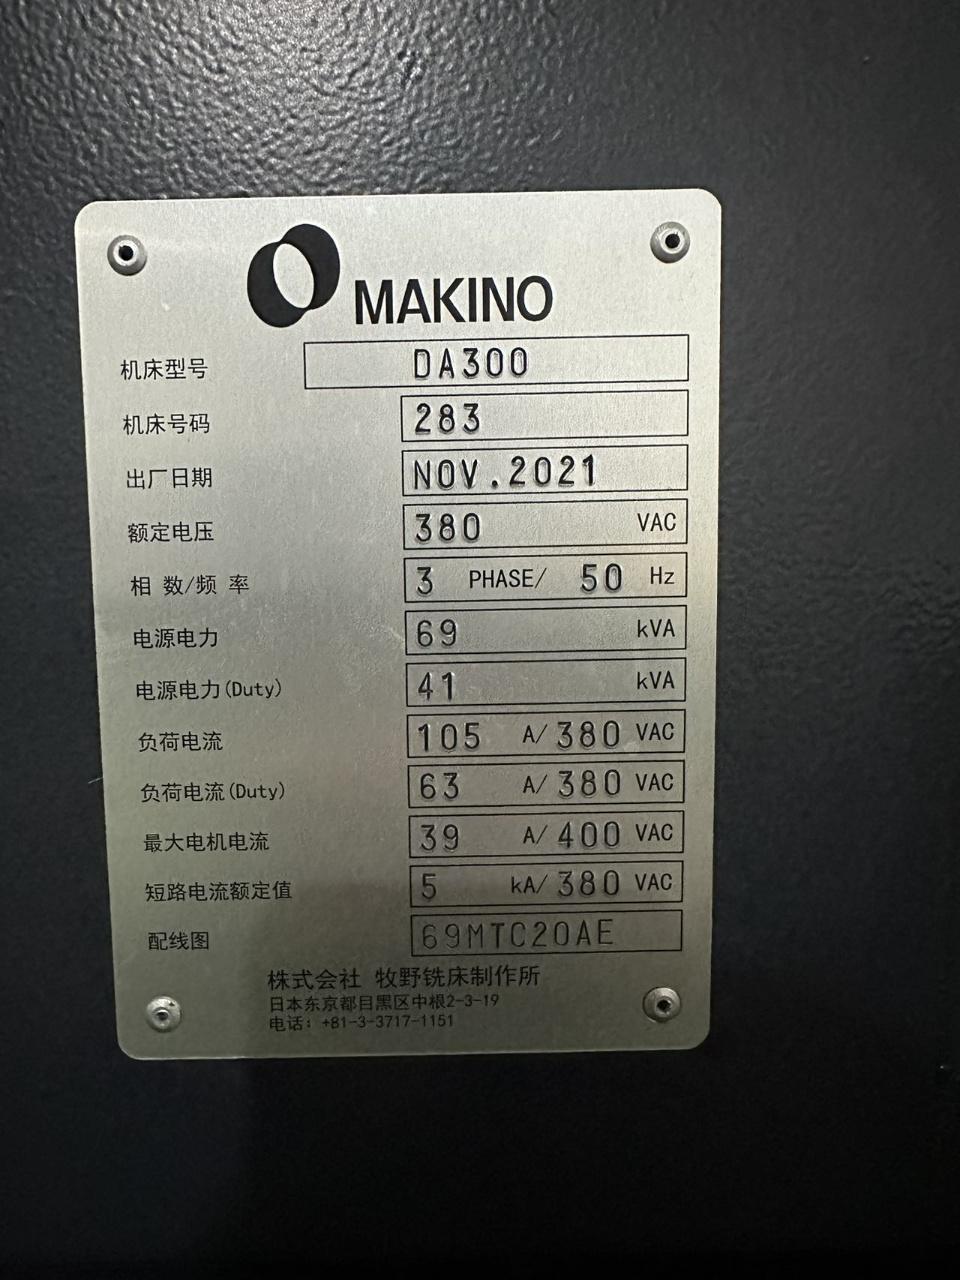 MAKINO
机床型号 DA300
机床号码 283
出厂日期 NOV.2021
额定电压 380 VAC
相 数/频 率 3 PHASE/ 50 Hz
电源电力 69 kVA
电源电力(Duty) 41 kVA
负荷电流 105 A/380 VAC
负荷电流(Duty) 63 A/380 VAC
最大电机电流 39 A/400 VAC
短路电流额定值 5 kA/380 VAC
配线图 69MTC20AE
株式会社 牧野铣床制作所
日本东京都目黑区中根2-3-19
电话: +81-3-3717-1151